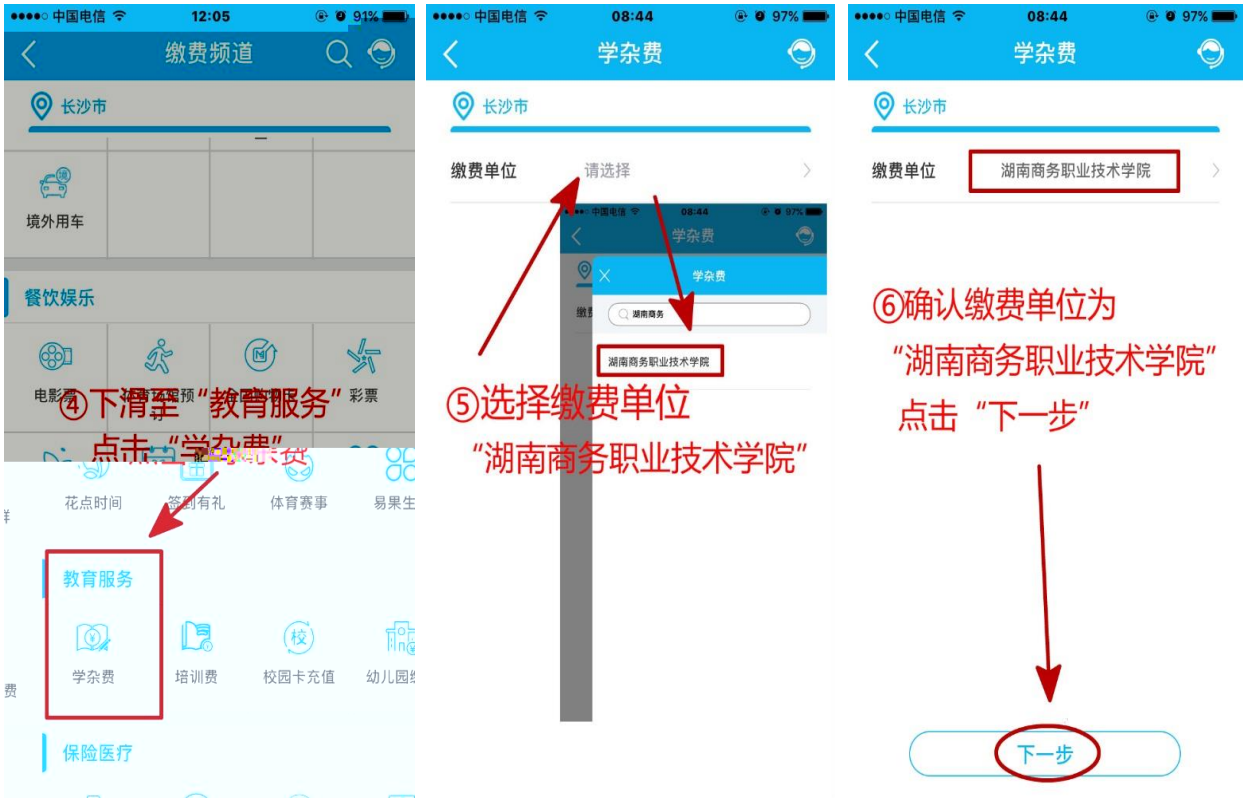 中国电信 12:05 91%
缴费频道
长沙市
境外用车
餐饮娱乐
电影票 彩票
④下滑至“教育服务”
点击“学杂费”
花点时间 签到有礼 体育赛事 易果生
教育服务
学杂费 培训费 校园卡充值 幼儿园
费
保险医疗
中国电信 08:44 97%
学杂费
长沙市
缴费单位 请选择
中国电信 08:44 97%
学杂费
学杂费
湖南商务
湖南商务职业技术学院
⑤选择缴费单位
“湖南商务职业技术学院”
中国电信 08:44 97%
学杂费
长沙市
缴费单位 湖南商务职业技术学院
⑥确认缴费单位为
“湖南商务职业技术学院”
点击“下一步”
下一步